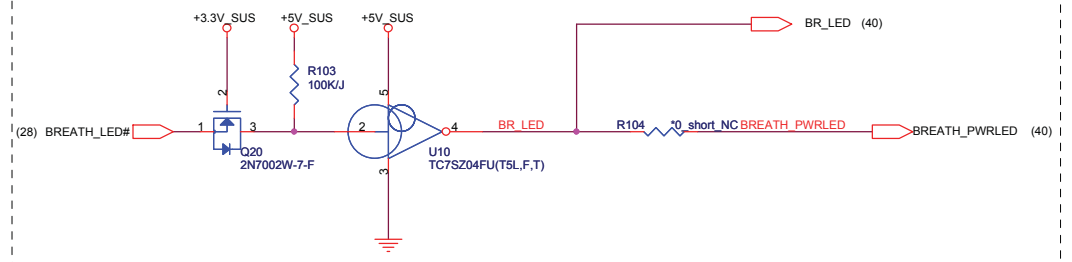 +3.3V_SUS
+5V_SUS
+5V_SUS
BR_LED (40)
R103
100K/J
2
5
(28) BREATH_LED#
1
3
2
4
BR_LED
R104
*0_short_NC
BREATH_PWRLED
BREATH_PWRLED (40)
Q20
2N7002W-7-F
U10
TC7SZ04FU(T5L,F,T)
3